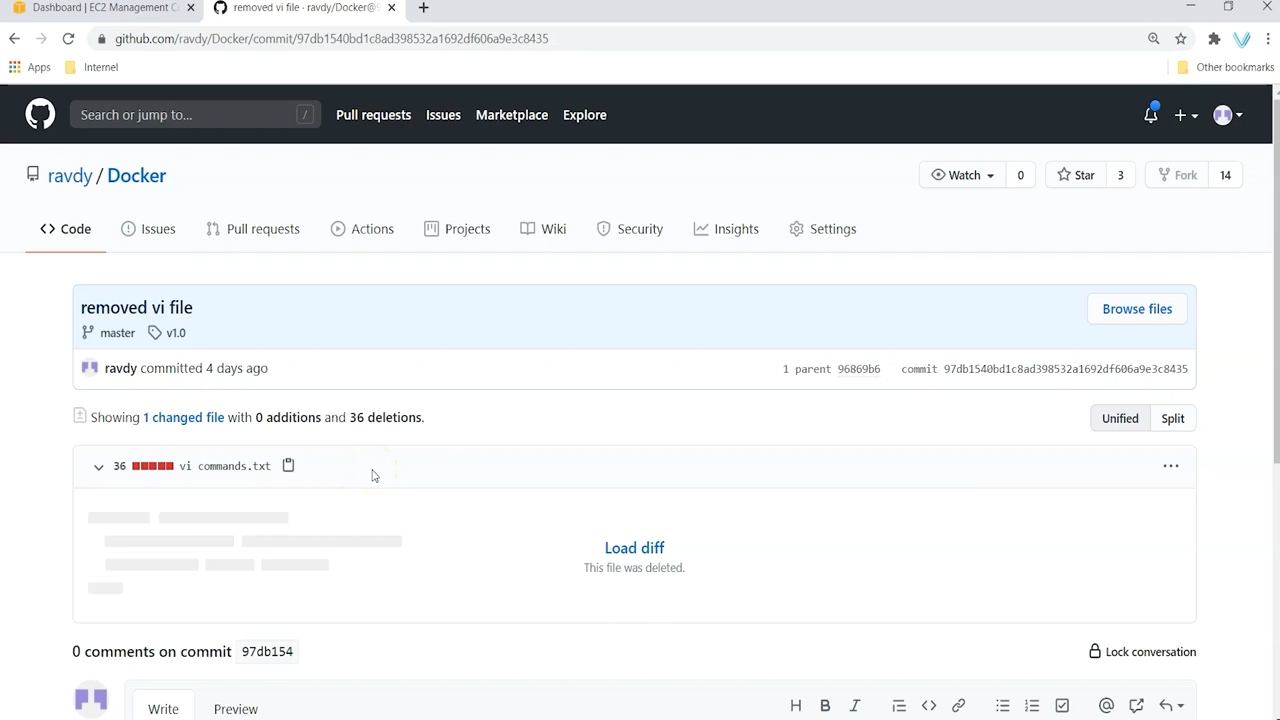 Dashboard | EC2 Management C
removed vi file · ravdy/Docker@9
github.com/ravdy/Docker/commit/97db1540bd1c8ad398532a1692df606a9e3c8435
Apps Internet Other bookmarks
Search or jump to... /
Pull requests Issues Marketplace Explore
ravdy / Docker
Watch 0 Star 3 Fork 14
Code Issues Pull requests Actions Projects Wiki Security Insights Settings
removed vi file
Browse files
master v1.0
ravdy committed 4 days ago
1 parent 96869b6 commit 97db1540bd1c8ad398532a1692df606a9e3c8435
Showing 1 changed file with 0 additions and 36 deletions.
Unified Split
36 vi commands.txt
Load diff
This file was deleted.
0 comments on commit 97db154
Lock conversation
Write Preview